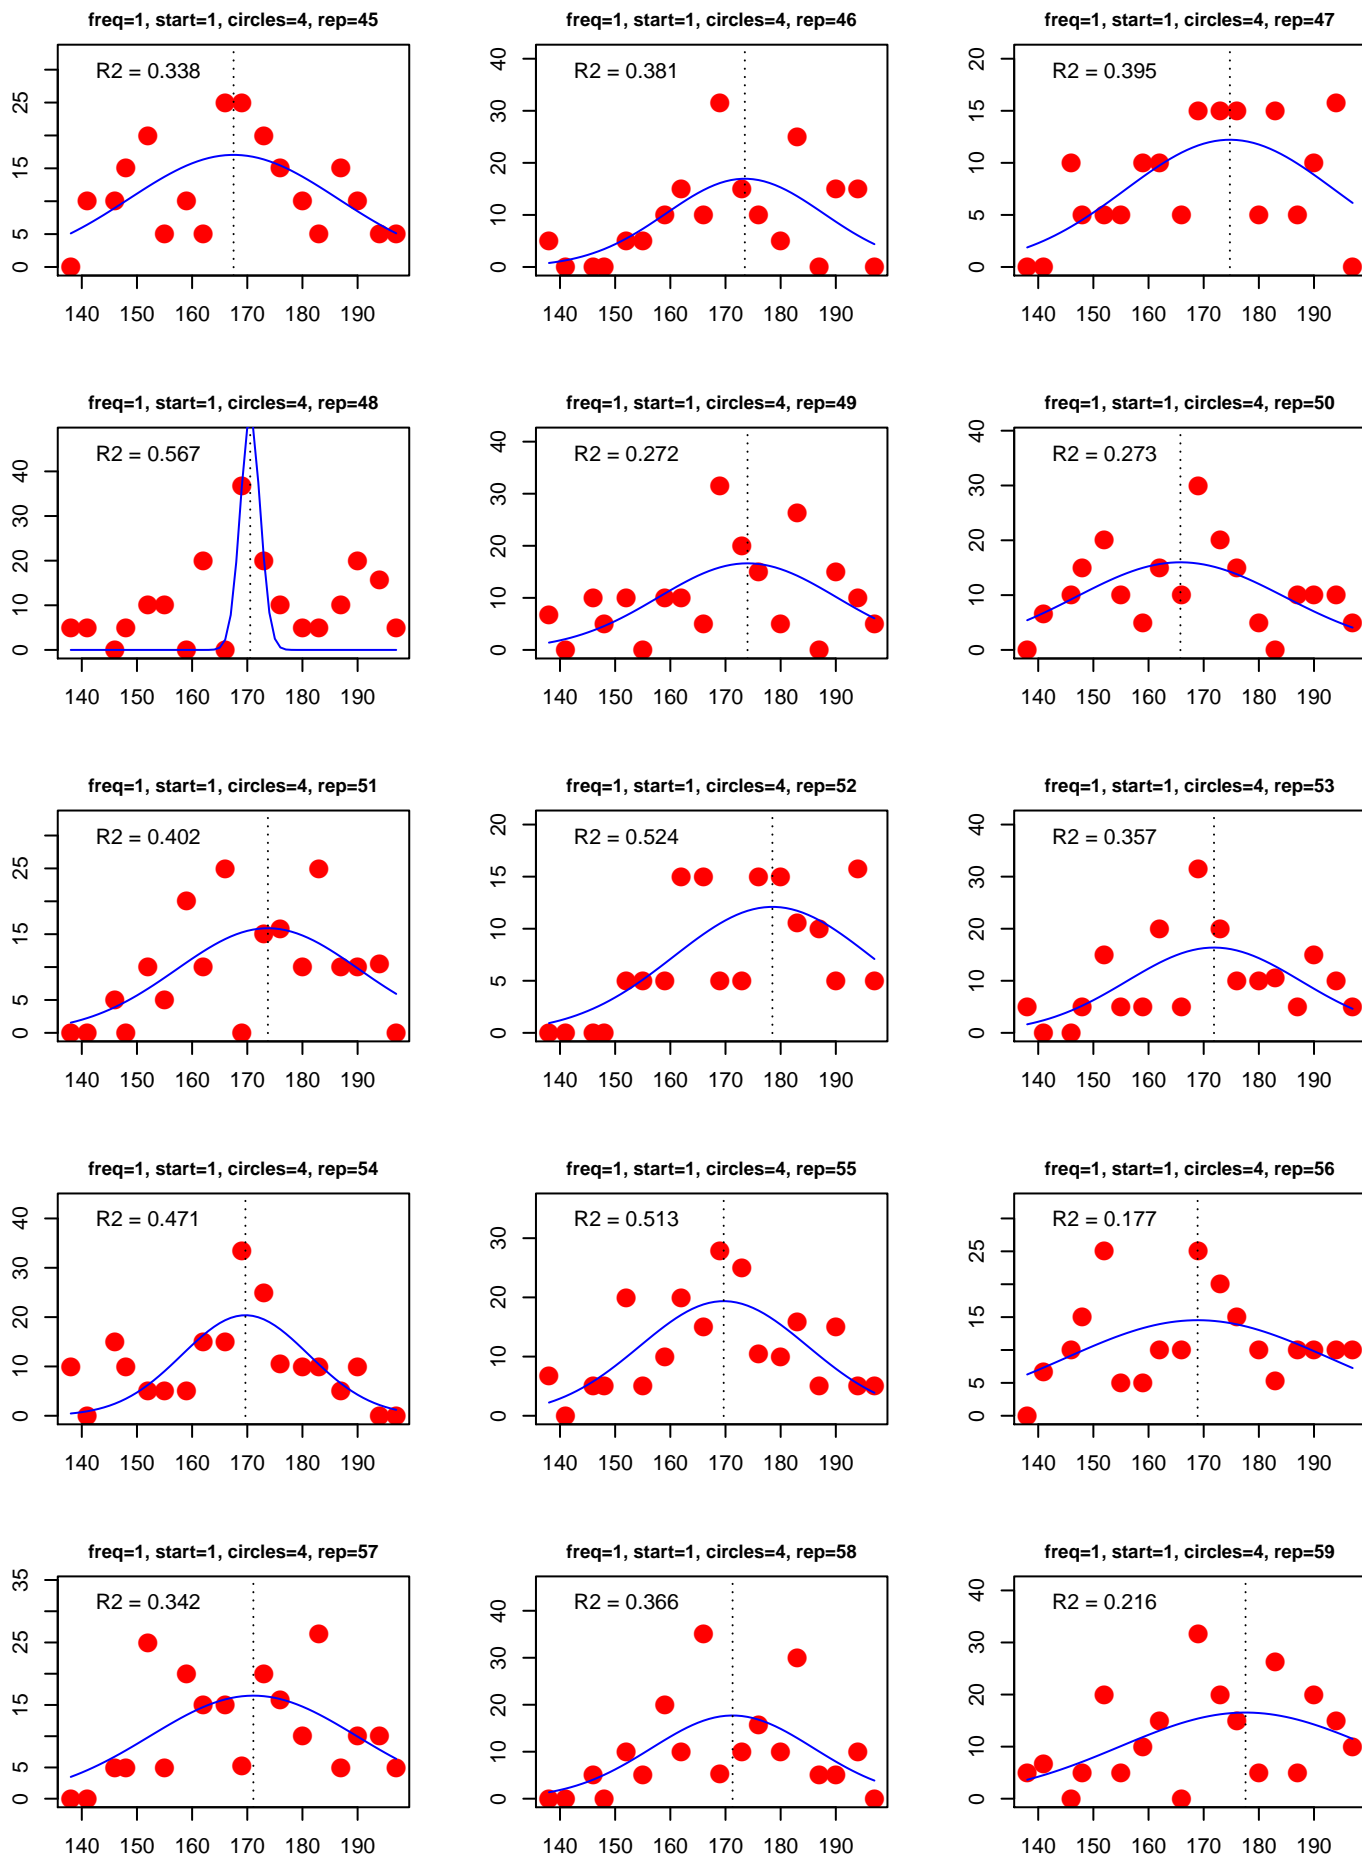 freq=1, start=1, circles=4, rep=45
R2 = 0.338
0 5 15 25
140 150 160 170 180 190
freq=1, start=1, circles=4, rep=46
R2 = 0.381
0 10 20 30 40
140 150 160 170 180 190
freq=1, start=1, circles=4, rep=47
R2 = 0.395
0 5 10 15 20
140 150 160 170 180 190
freq=1, start=1, circles=4, rep=48
R2 = 0.567
0 10 20 30 40
140 150 160 170 180 190
freq=1, start=1, circles=4, rep=49
R2 = 0.272
0 10 20 30 40
140 150 160 170 180 190
freq=1, start=1, circles=4, rep=50
R2 = 0.273
0 10 20 30 40
140 150 160 170 180 190
freq=1, start=1, circles=4, rep=51
R2 = 0.402
0 5 15 25
140 150 160 170 180 190
freq=1, start=1, circles=4, rep=52
R2 = 0.524
0 5 10 15 20
140 150 160 170 180 190
freq=1, start=1, circles=4, rep=53
R2 = 0.357
0 10 20 30 40
140 150 160 170 180 190
freq=1, start=1, circles=4, rep=54
R2 = 0.471
0 10 20 30 40
140 150 160 170 180 190
freq=1, start=1, circles=4, rep=55
R2 = 0.513
0 10 20 30
140 150 160 170 180 190
freq=1, start=1, circles=4, rep=56
R2 = 0.177
0 5 15 25
140 150 160 170 180 190
freq=1, start=1, circles=4, rep=57
R2 = 0.342
0 5 15 25 35
140 150 160 170 180 190
freq=1, start=1, circles=4, rep=58
R2 = 0.366
0 10 20 30 40
140 150 160 170 180 190
freq=1, start=1, circles=4, rep=59
R2 = 0.216
0 10 20 30 40
140 150 160 170 180 190